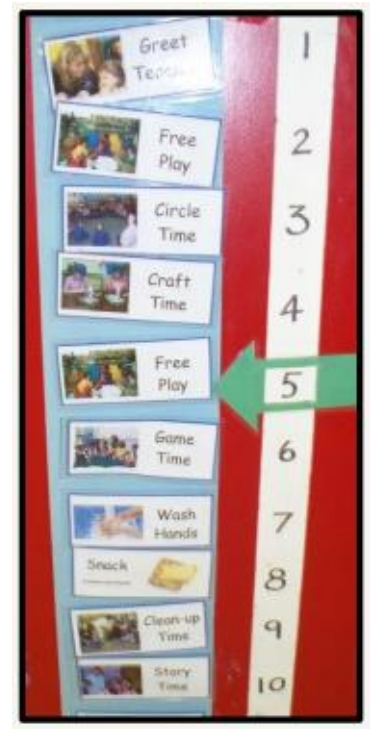 Greet
Teacher
1
Free
Play
2
Circle
Time
3
Craft
Time
4
Free
Play
5
Game
Time
6
Wash
Hands
7
Snack
8
Clean-up
Time
9
Story
Time
10